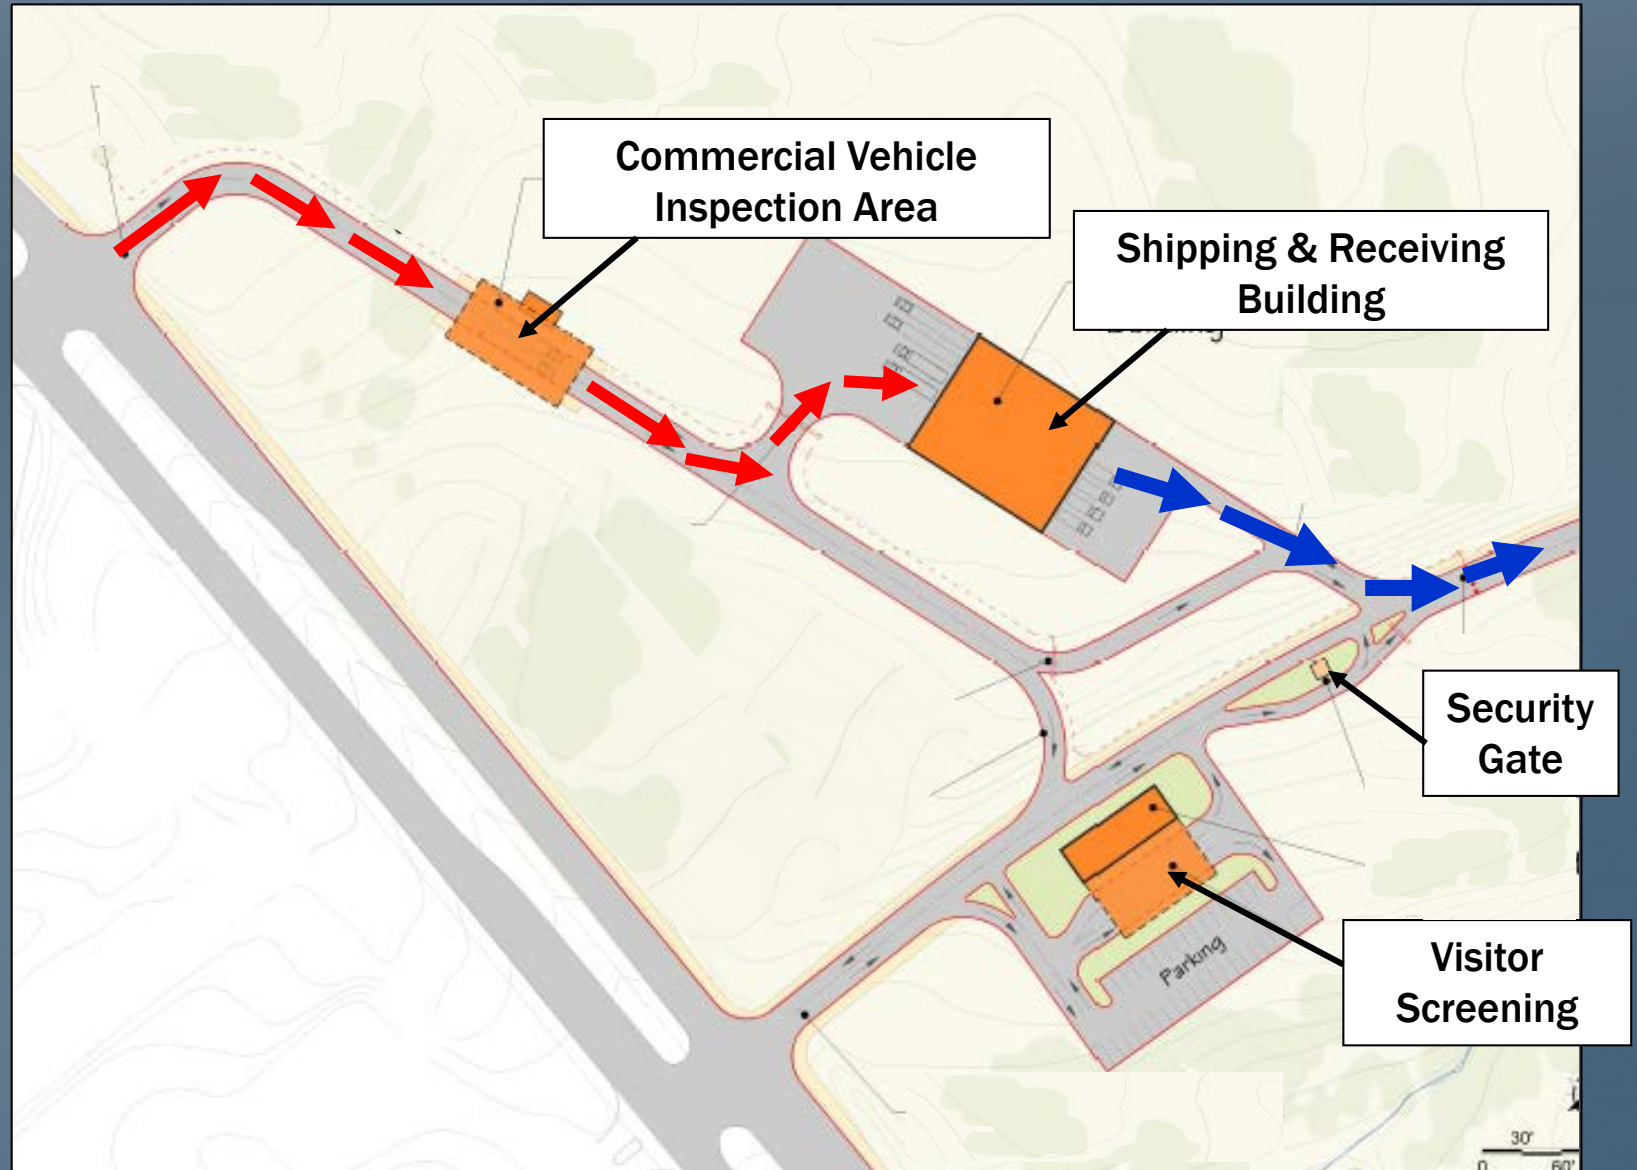 Commercial Vehicle
Inspection Area
Shipping & Receiving
Building
Security
Gate
Visitor
Screening
Parking
30'
0 60'